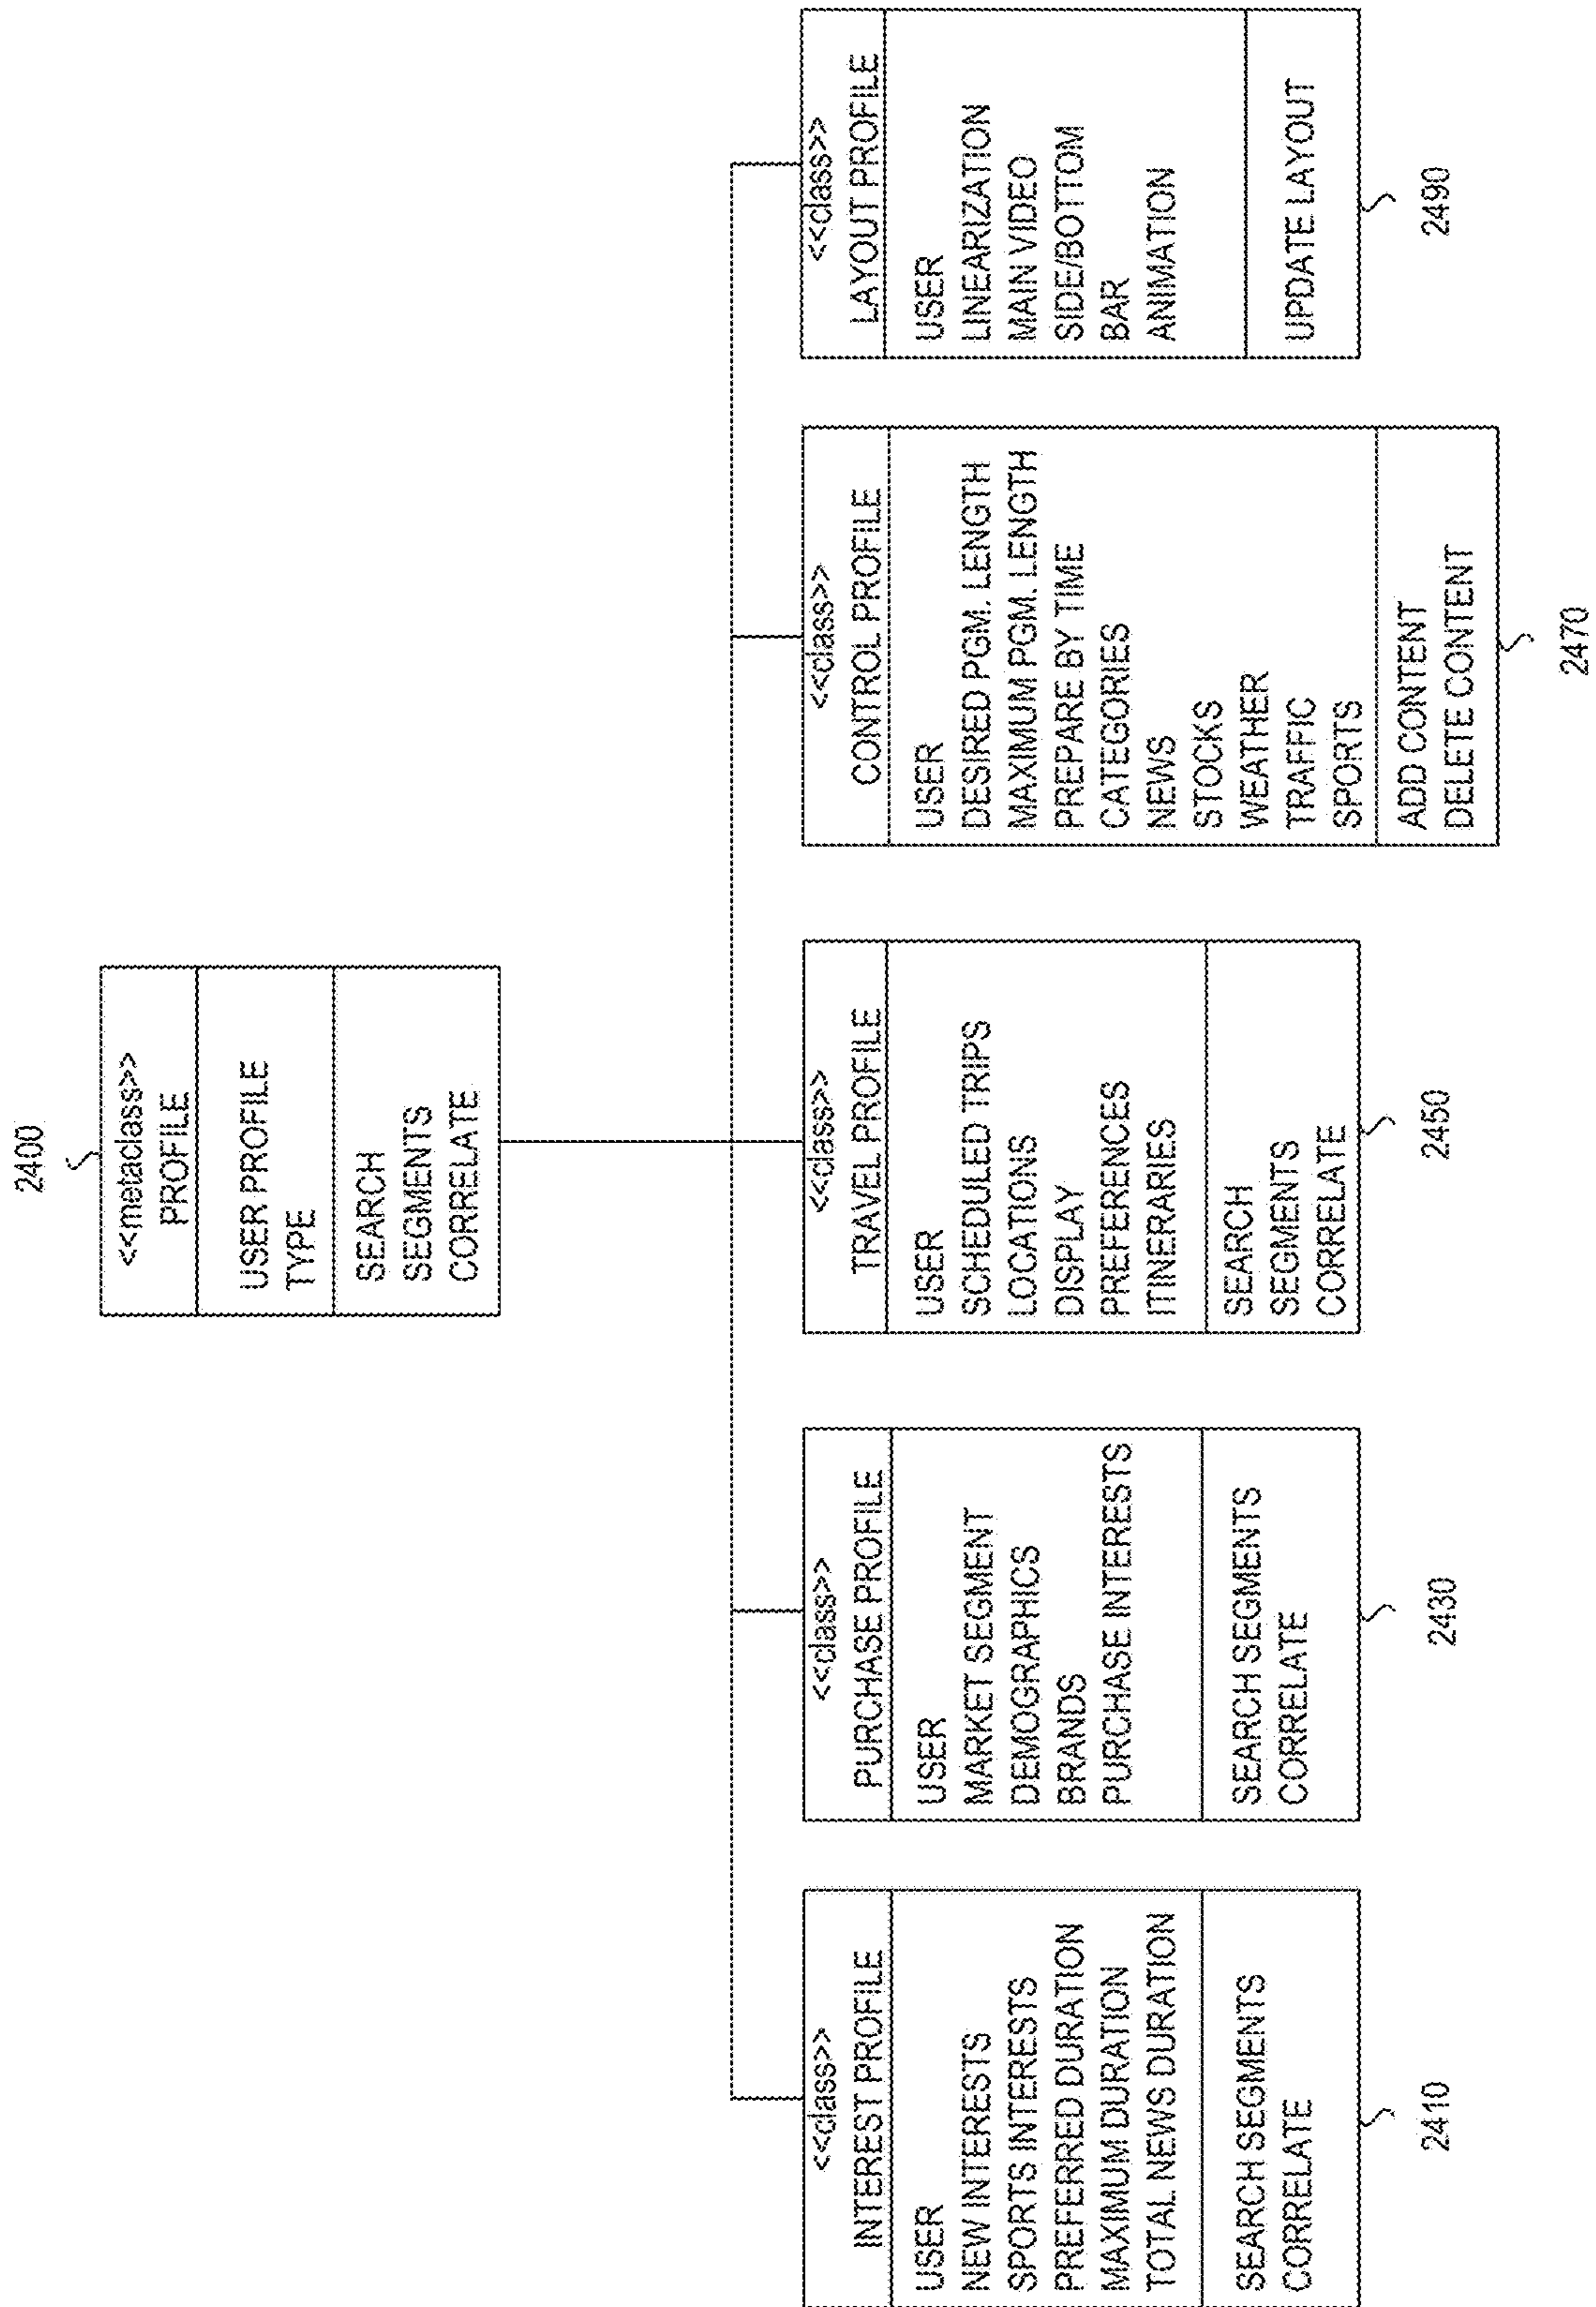 2400
<<metaclass>>
PROFILE
USER PROFILE
TYPE
SEARCH
SEGMENTS
CORRELATE
<<class>>
INTEREST PROFILE
USER
NEW INTERESTS
SPORTS INTERESTS
PREFERRED DURATION
MAXIMUM DURATION
TOTAL NEWS DURATION
SEARCH SEGMENTS
CORRELATE
2410
<<class>>
PURCHASE PROFILE
USER
MARKET SEGMENT
DEMOGRAPHICS
BRANDS
PURCHASE INTERESTS
SEARCH SEGMENTS
CORRELATE
2430
<<class>>
TRAVEL PROFILE
USER
SCHEDULED TRIPS
LOCATIONS
DISPLAY
PREFERENCES
ITINERARIES
SEARCH
SEGMENTS
CORRELATE
2450
<<class>>
CONTROL PROFILE
USER
DESIRED PGM. LENGTH
MAXIMUM PGM. LENGTH
PREPARE BY TIME
CATEGORIES
NEWS
STOCKS
WEATHER
TRAFFIC
SPORTS
ADD CONTENT
DELETE CONTENT
2470
<<class>>
LAYOUT PROFILE
USER
LINEARIZATION
MAIN VIDEO
SIDE/BOTTOM
BAR
ANIMATION
UPDATE LAYOUT
2490